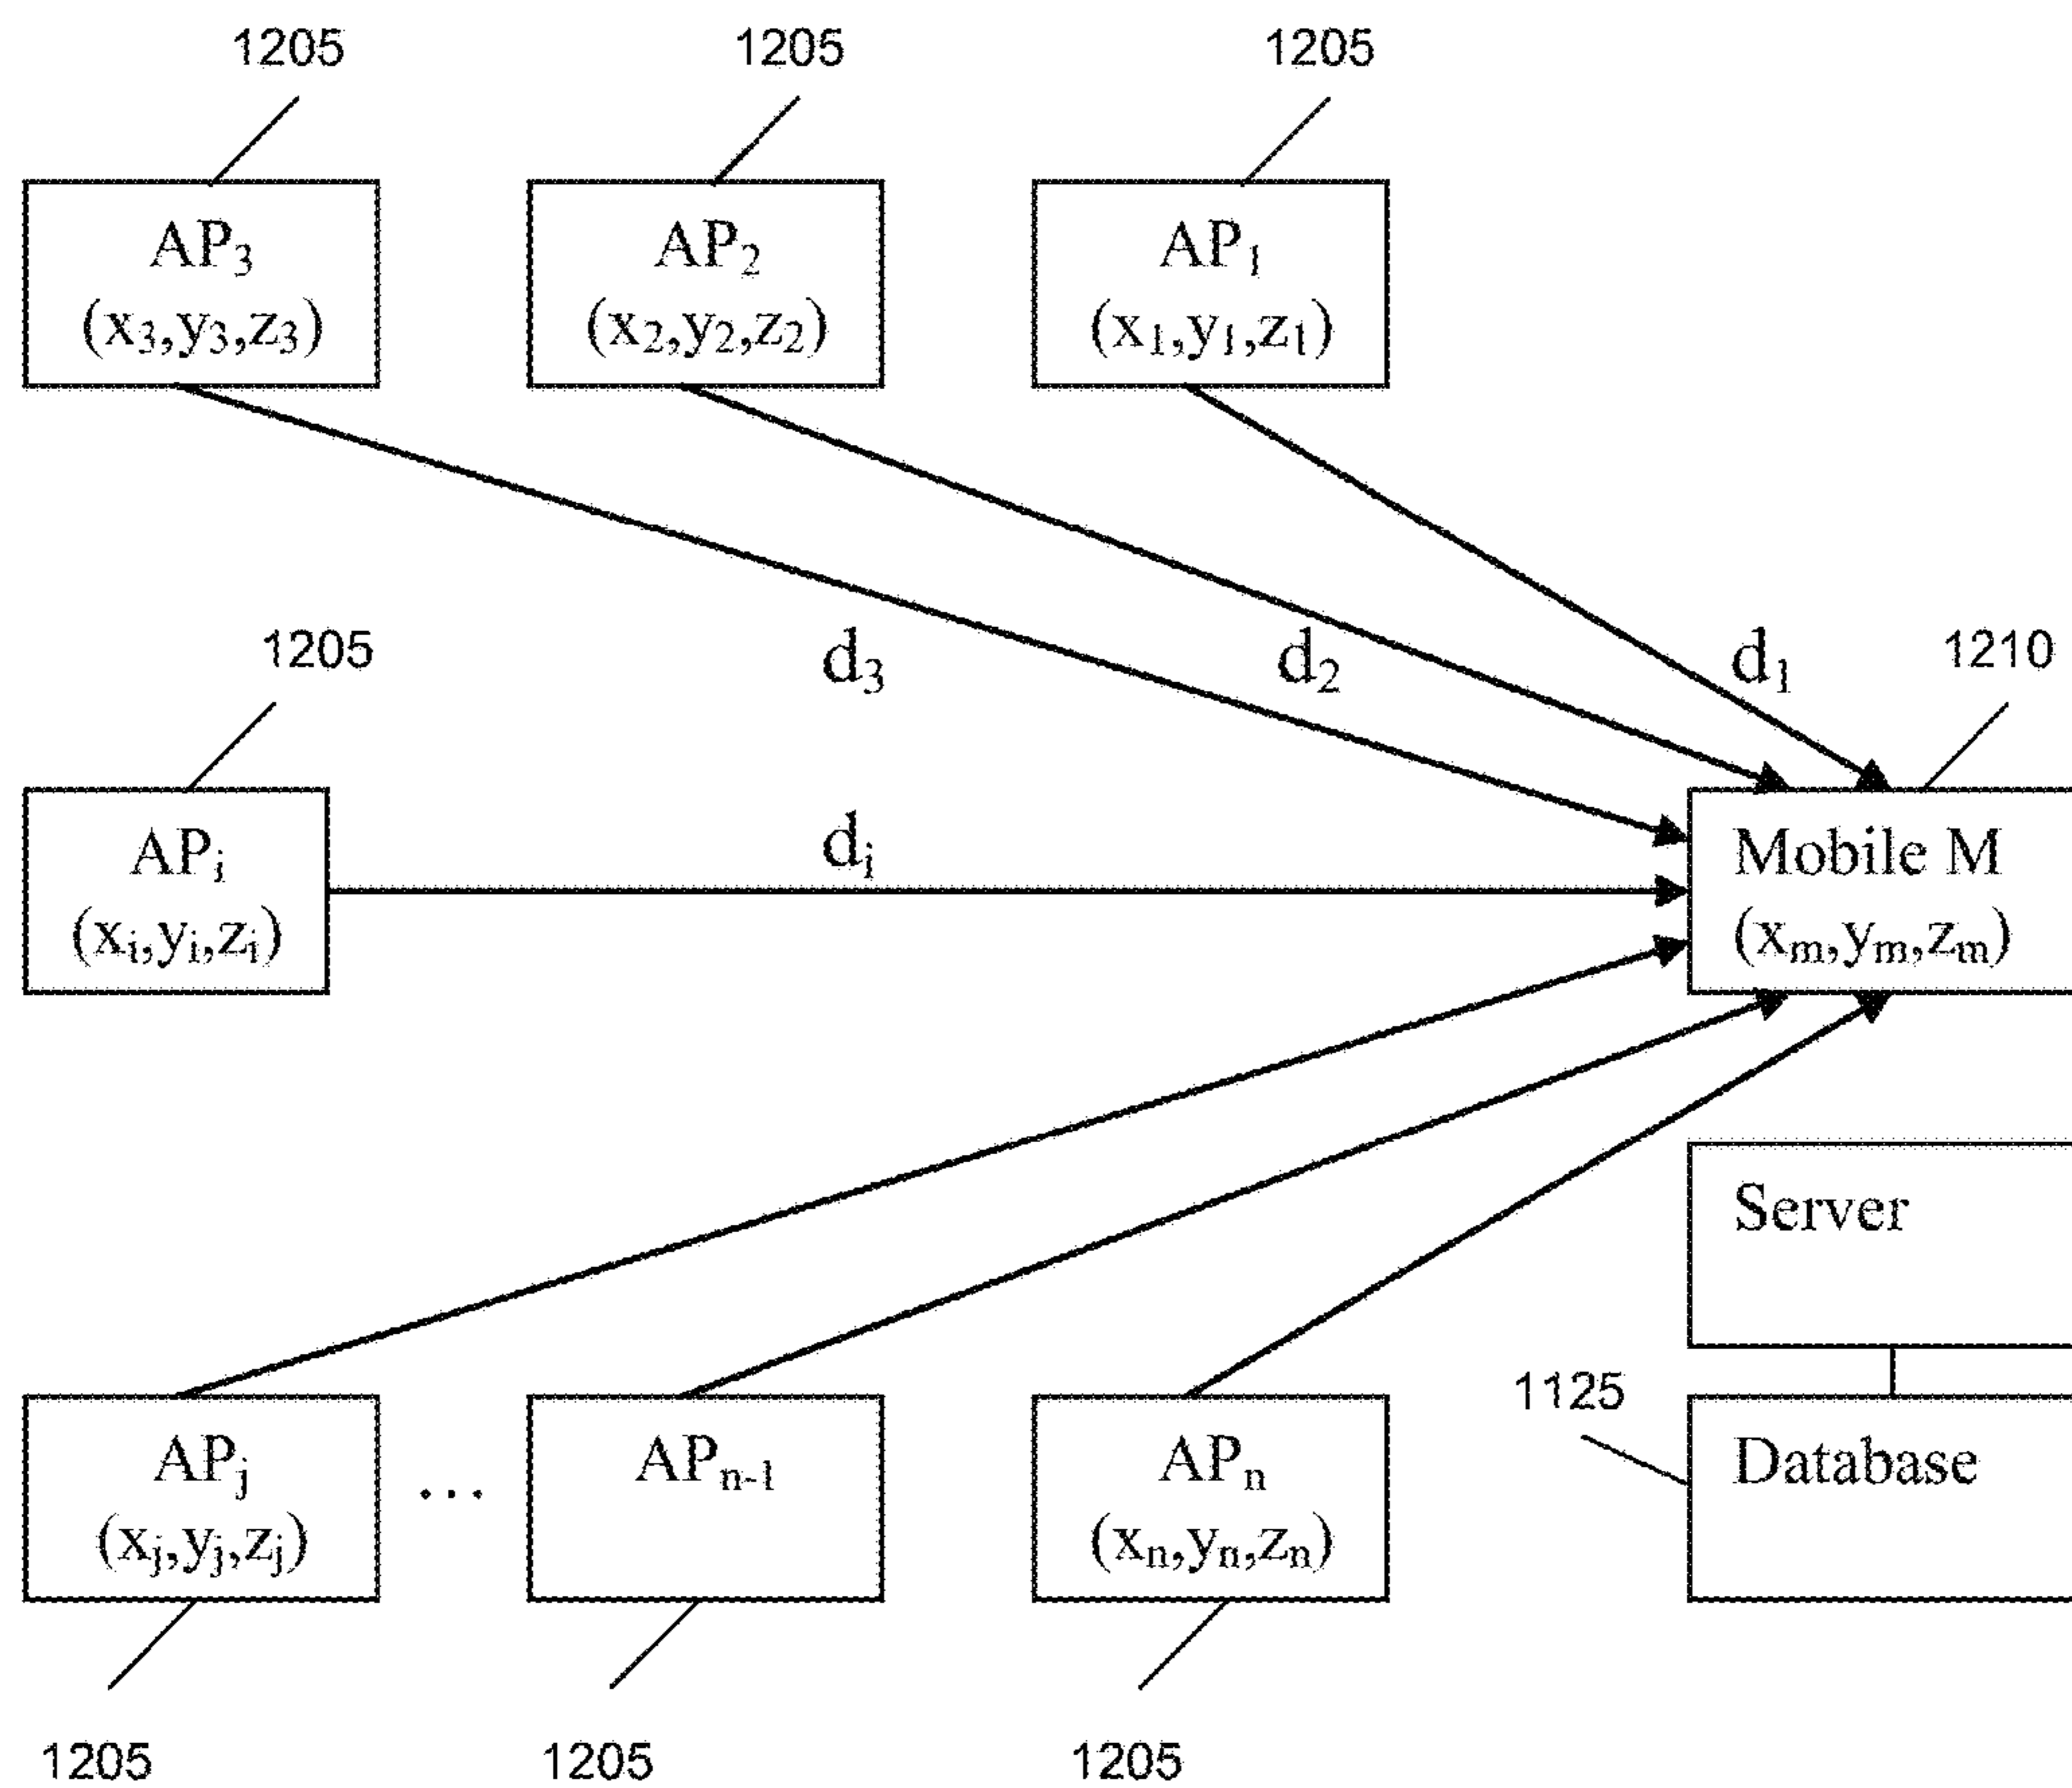 1205
1205
1205
AP₃
(x₃,y₃,z₃)
AP₂
(x₂,y₂,z₂)
AP₁
(x₁,y₁,z₁)
d₃
d₂
d₁
1205
1210
APᵢ
(xᵢ,yᵢ,zᵢ)
dᵢ
Mobile M
(xₘ,yₘ,zₘ)
Server
1125
APⱼ
(xⱼ,yⱼ,zⱼ)
...
APₙ₋₁
APₙ
(xₙ,yₙ,zₙ)
Database
1205
1205
1205